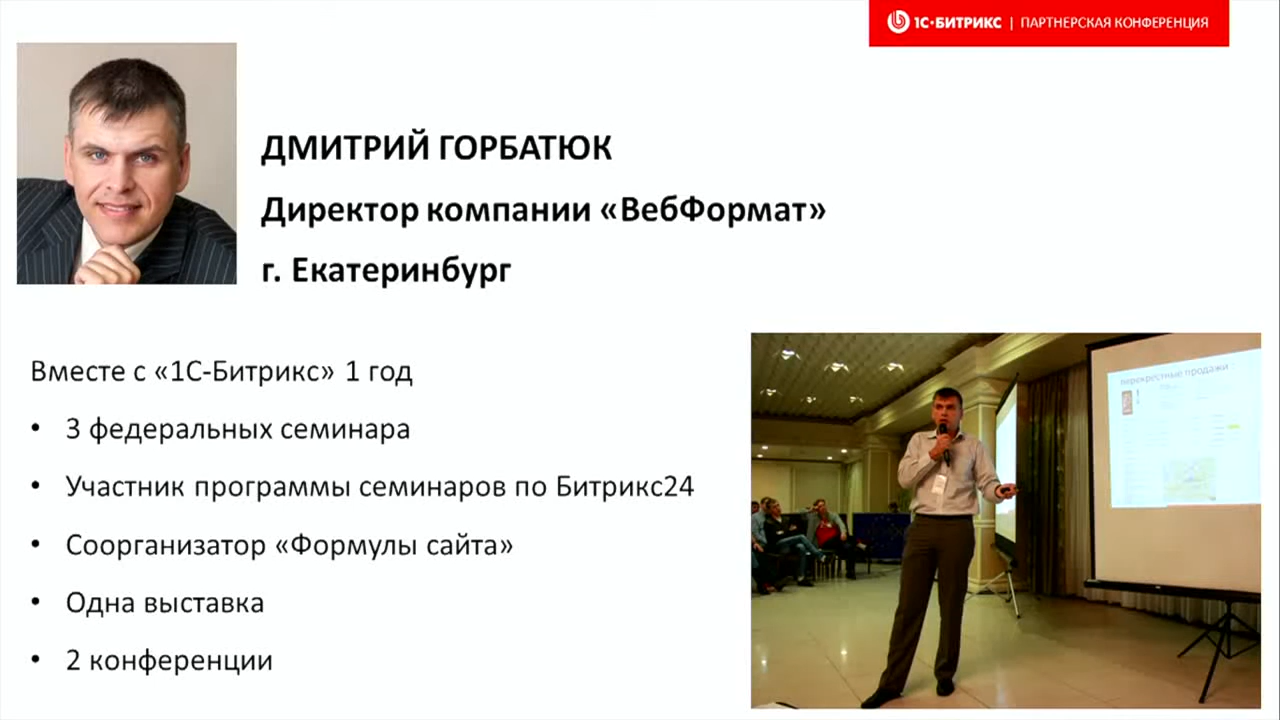 1С-БИТРИКС | ПАРТНЕРСКАЯ КОНФЕРЕНЦИЯ
ДМИТРИЙ ГОРБАТЮК
Директор компании «ВебФормат»
г. Екатеринбург
Вместе с «1С-Битрикс» 1 год
• 3 федеральных семинара
• Участник программы семинаров по Битрикс24
• Соорганизатор «Формулы сайта»
• Одна выставка
• 2 конференции
перекрестные продажи